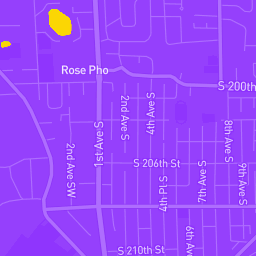 Rose Pho
S 200th
2nd Ave S
4th Ave S
1st Ave S
8th Ave S
2nd Ave SW
S 206th St
7th Ave S
9th Ave S
4th Pl S
6th Ave
S 210th St